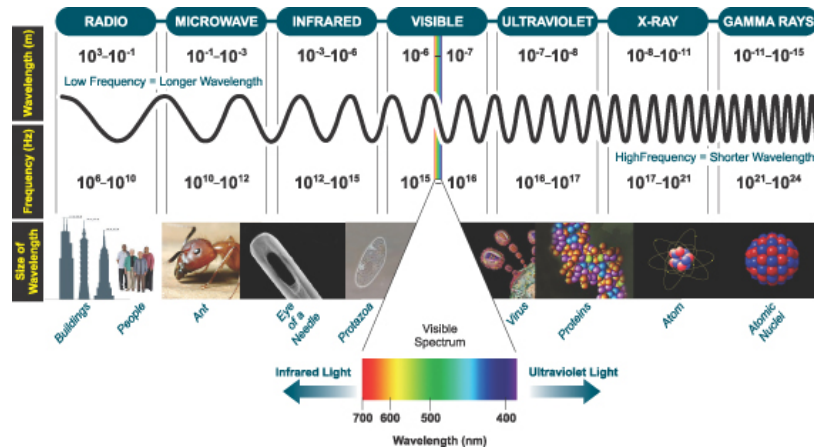 RADIO
MICROWAVE
INFRARED
VISIBLE
ULTRAVIOLET
X-RAY
GAMMA RAYS
Wavelength (m)
10³–10⁻¹
10⁻¹–10⁻³
10⁻³–10⁻⁶
10⁻⁶ – 10⁻⁷
10⁻⁷–10⁻⁸
10⁻⁸–10⁻¹¹
10⁻¹¹–10⁻¹⁵
Low Frequency = Longer Wavelength
Frequency (Hz)
HighFrequency = Shorter Wavelength
10⁶–10¹⁰
10¹⁰–10¹²
10¹²–10¹⁵
10¹⁵ – 10¹⁶
10¹⁶–10¹⁷
10¹⁷–10²¹
10²¹–10²⁴
Size of
Wavelength
Buildings
People
Ant
Eye
of a
Needle
Protazoa
Virus
Proteins
Atom
Atomic
Nuclei
Visible
Spectrum
Infrared Light
Ultraviolet Light
700 600 500 400
Wavelength (nm)